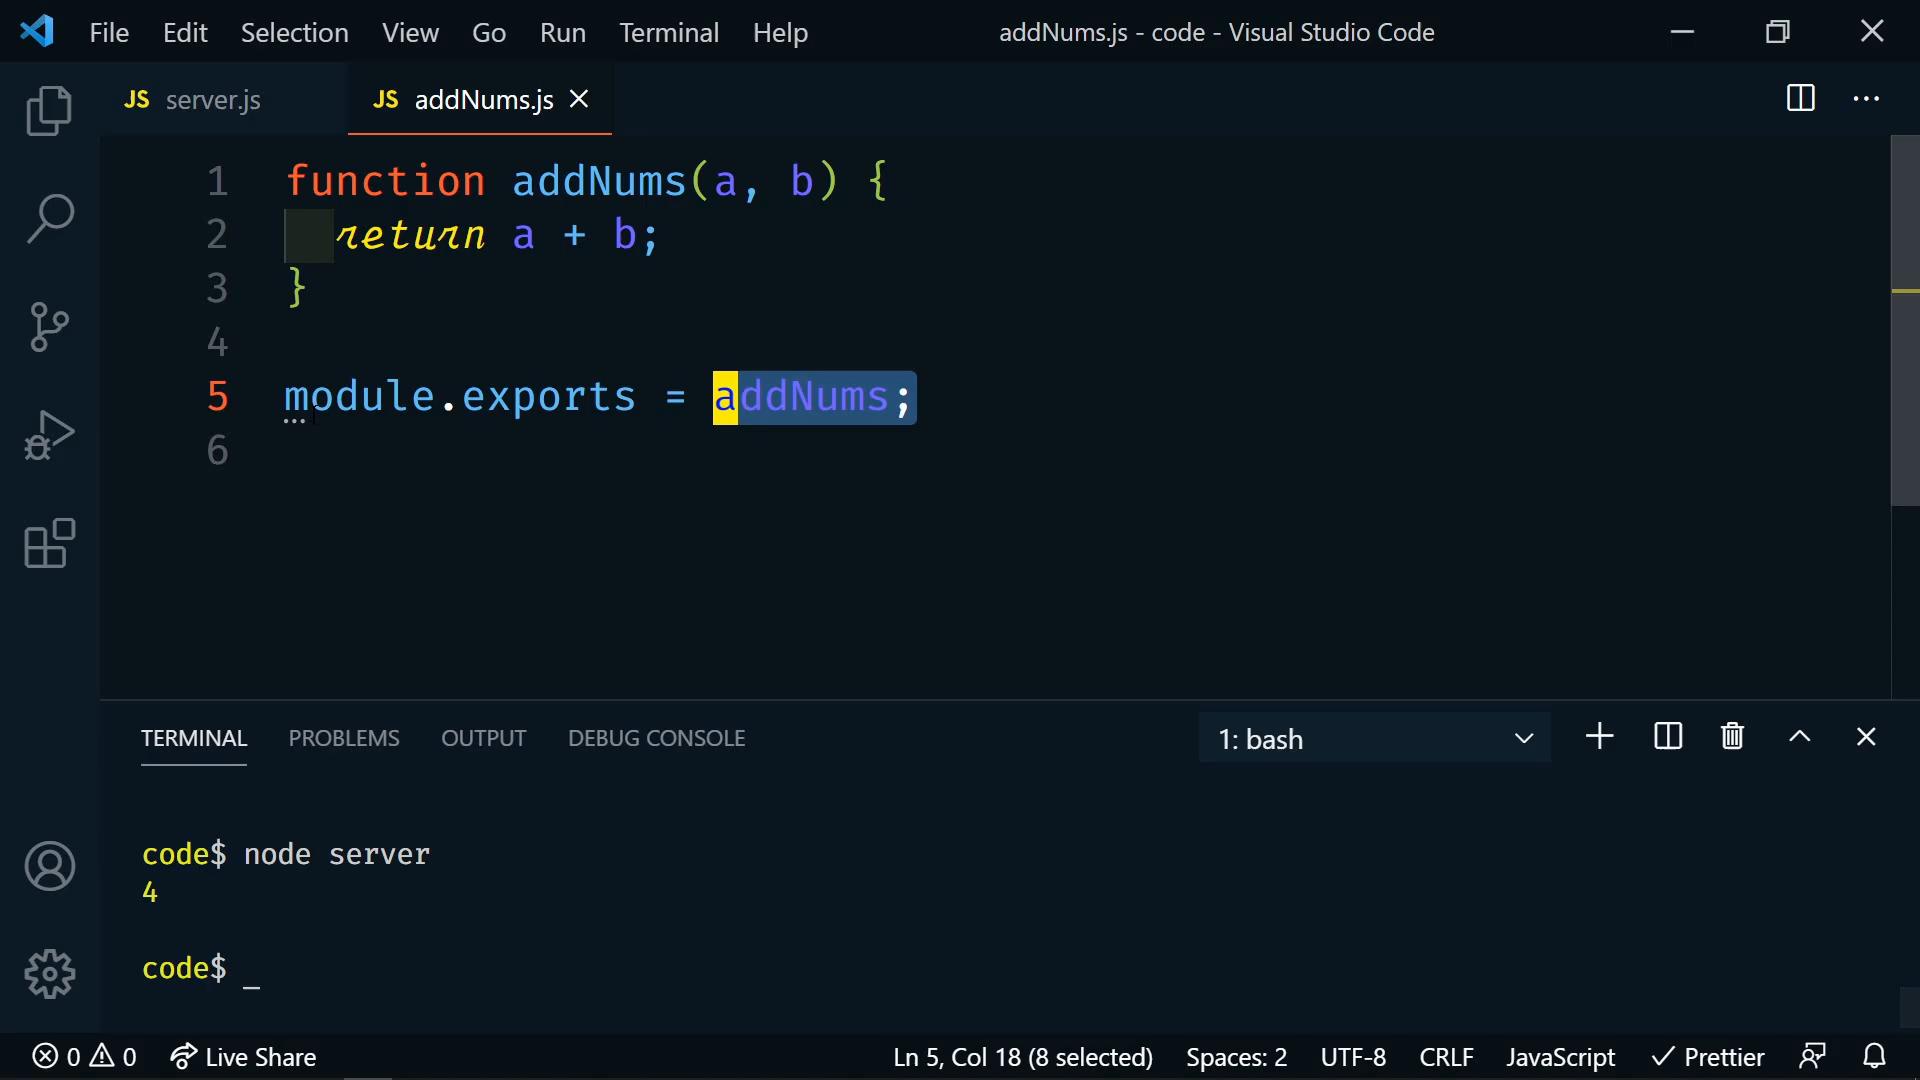 File Edit Selection View Go Run Terminal Help addNums.js - code - Visual Studio Code
JS server.js JS addNums.js
1 function addNums(a, b) {
2 return a + b;
3 }
4
5 module.exports = addNums;
6
TERMINAL PROBLEMS OUTPUT DEBUG CONSOLE 1: bash
code$ node server
4
code$ _
0 0 Live Share Ln 5, Col 18 (8 selected) Spaces: 2 UTF-8 CRLF JavaScript Prettier